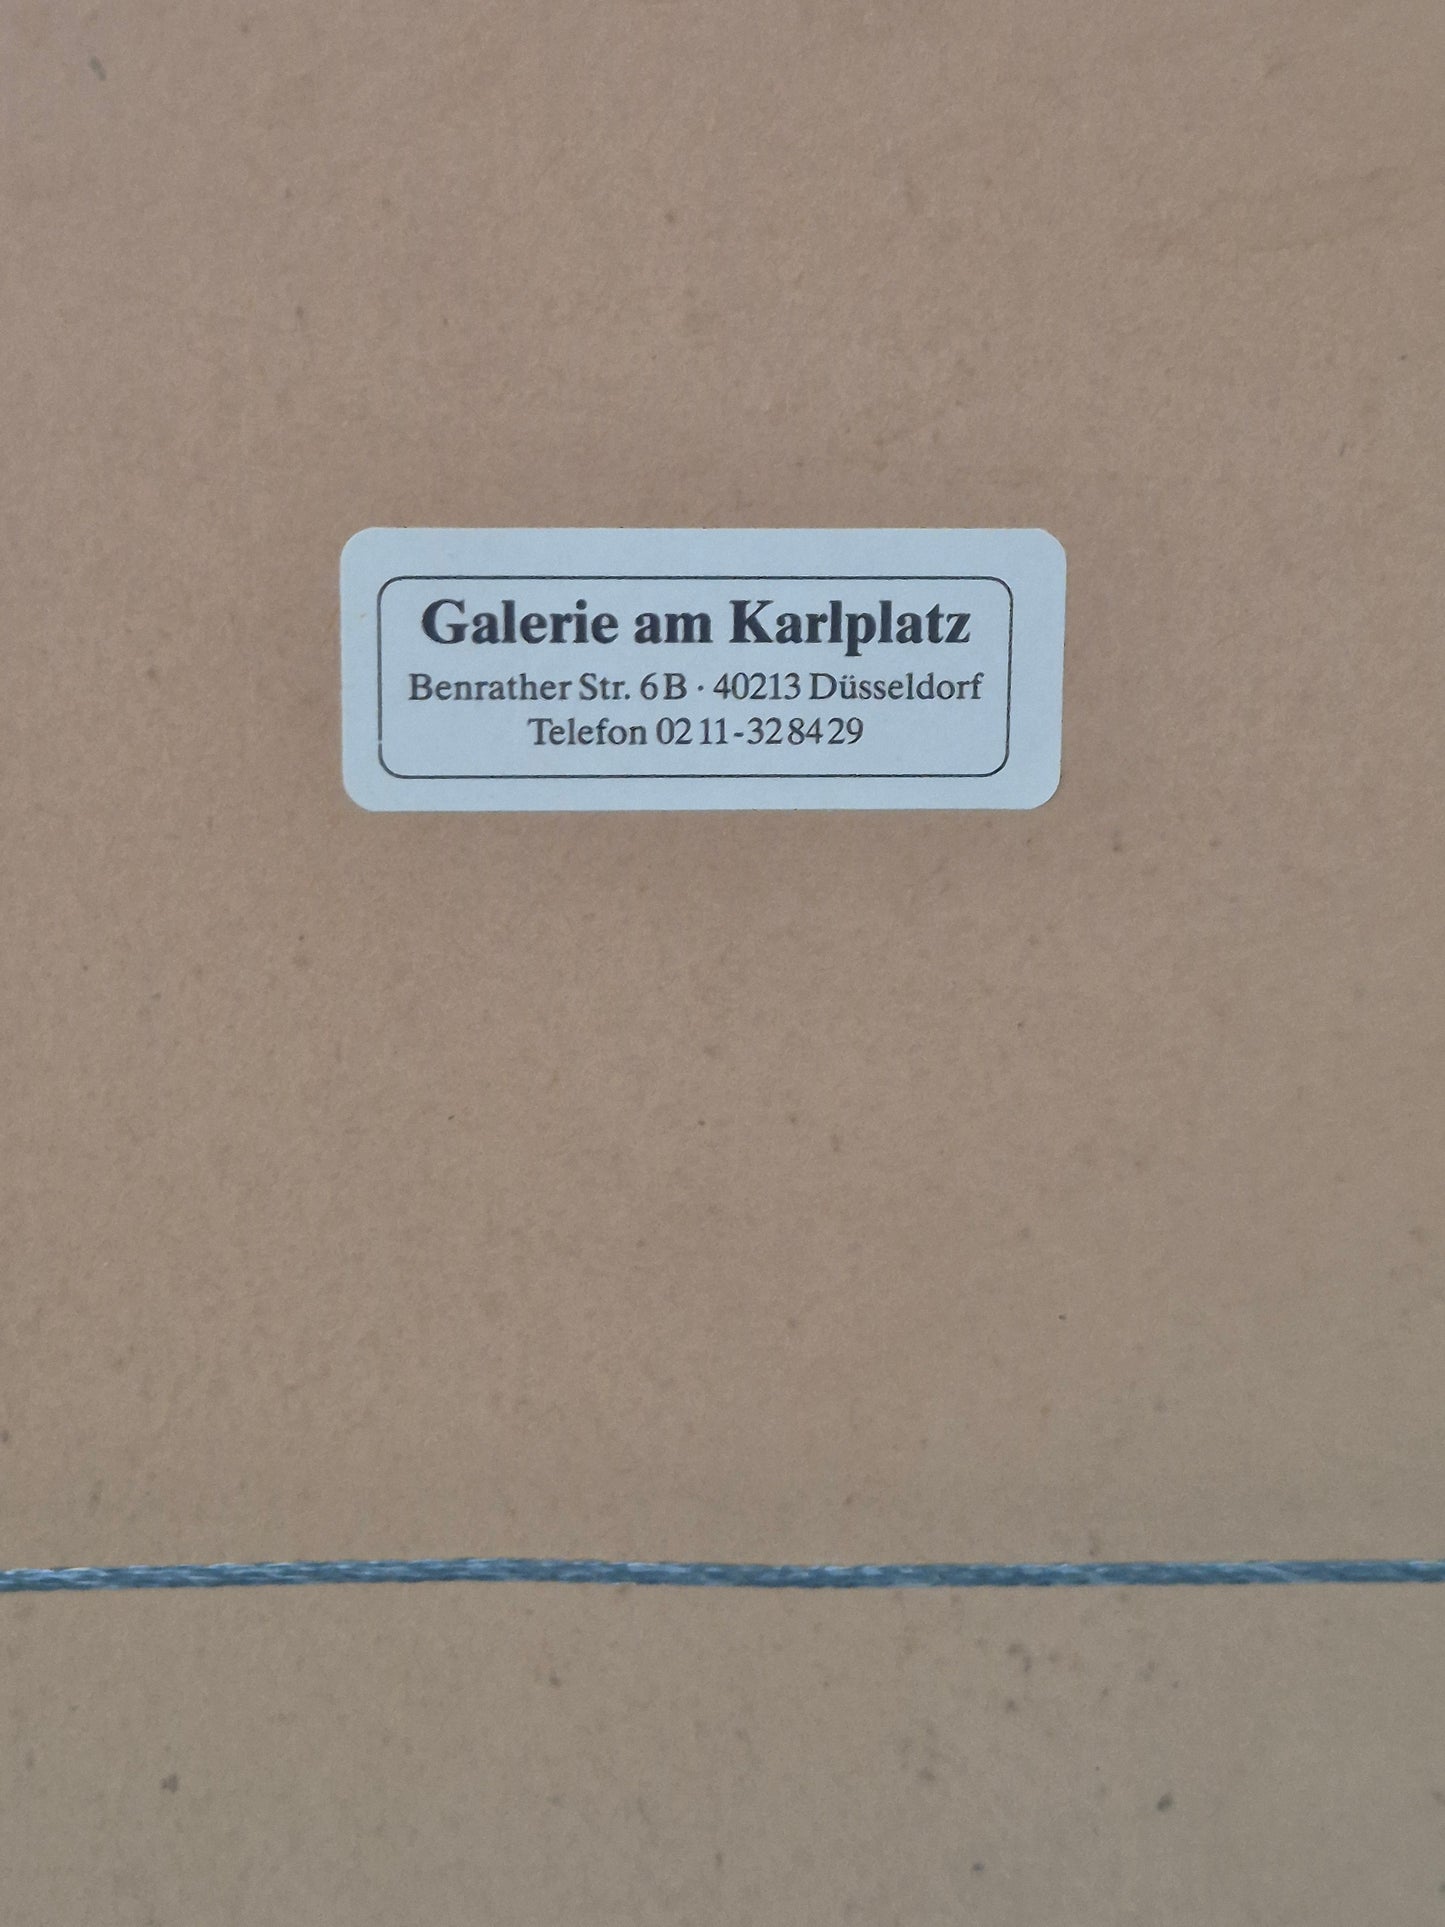 Galerie am Karlplatz
Benrather Str. 6B · 40213 Düsseldorf
Telefon 0211-328429